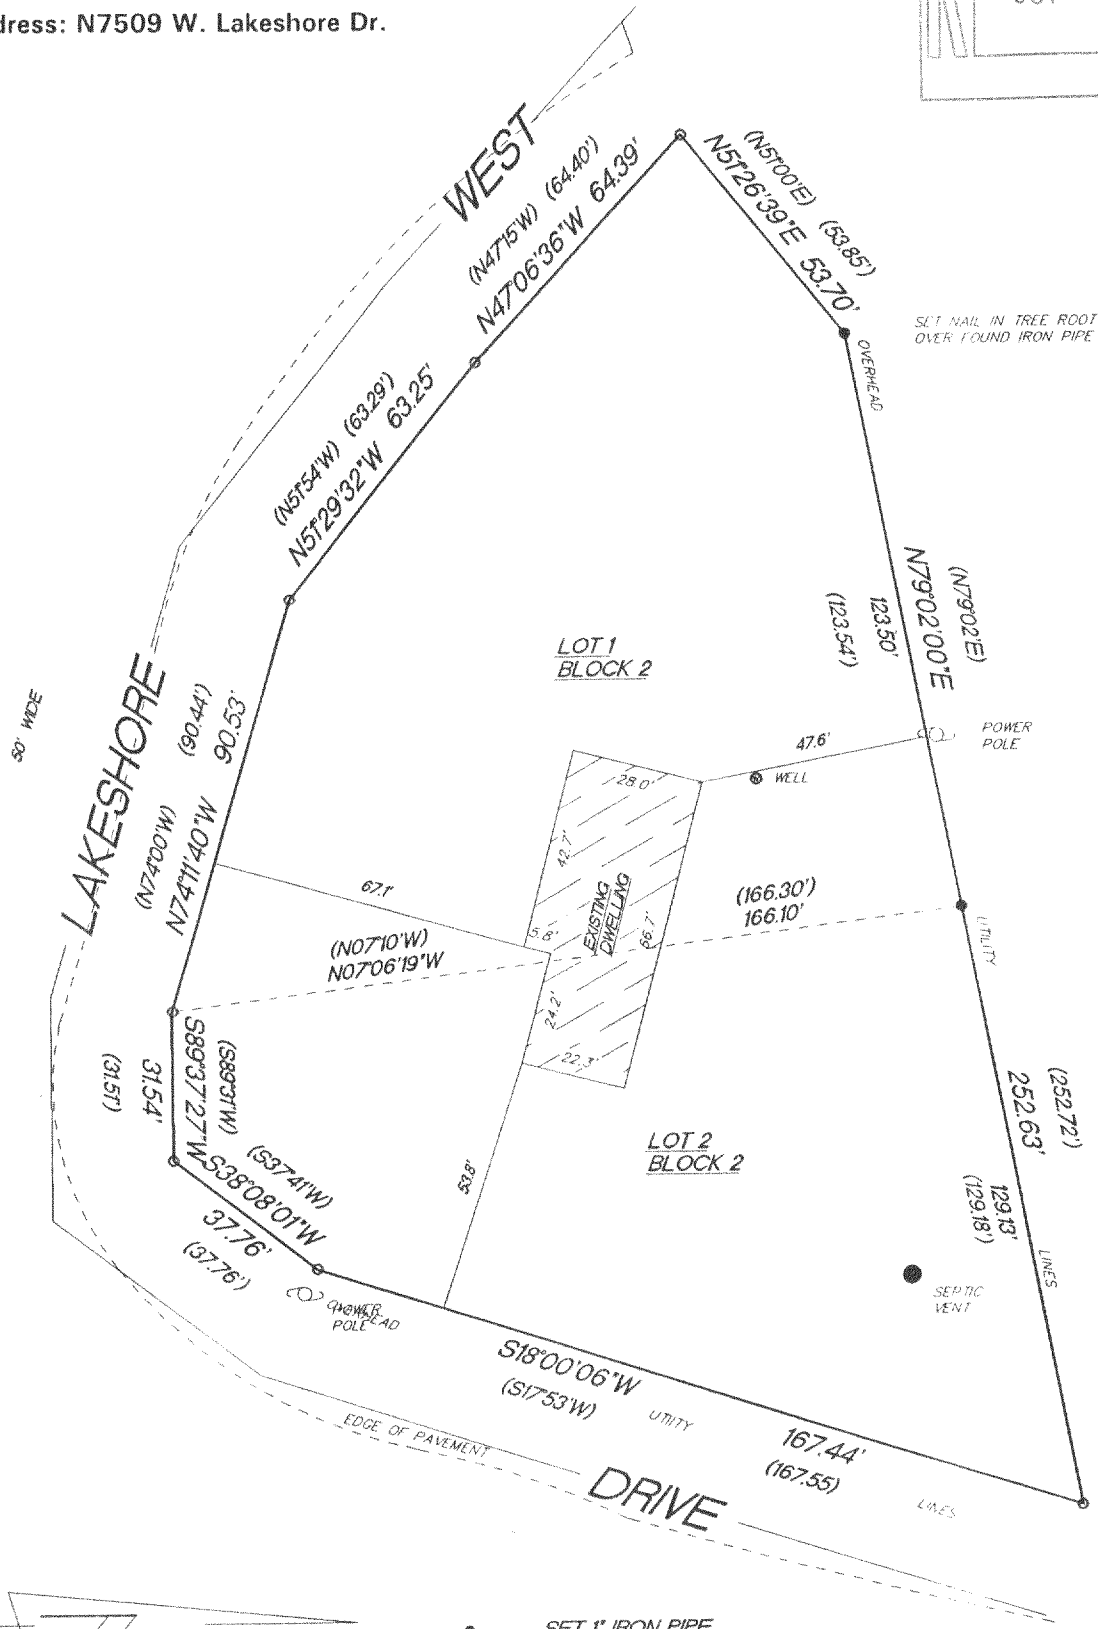 dress: N7509 W. Lakeshore Dr.
WEST
(N47°15'W) (64.40')
N47°06'36"W 64.39'
(N51°00'E) (53.85')
N51°26'39"E 53.70'
SET NAIL IN TREE ROOT
OVER FOUND IRON PIPE
OVERHEAD
(N51°54'W) (63.29')
N51°29'32"W 63.25'
(N79°02'E)
N79°02'00"E
123.50'
(123.54')
LOT 1
BLOCK 2
50' WIDE
LAKESHORE
(90.44')
90.53'
(N74°00'W)
N74°11'40"W
POWER
POLE
47.6'
WELL
28.0'
42.7'
67.1'
5.8'
EXISTING
DWELLING
66.7'
(166.30')
166.10'
(N07°10'W)
N07°06'19"W
UTILITY
24.2'
22.3'
(S89°31'W)
S89°37'27"W
31.54'
(31.51')
(252.72')
252.63'
LOT 2
BLOCK 2
53.8'
(S37°41'W)
S38°08'01"W
37.76'
(37.76')
129.13'
(129.18')
LINES
SEPTIC
VENT
OVERHEAD
POWER
POLE
S18°00'06"W
(S17°53'W)
UTILITY
167.44'
(167.55)
LINES
EDGE OF PAVEMENT
DRIVE
SET 1" IRON PIPE